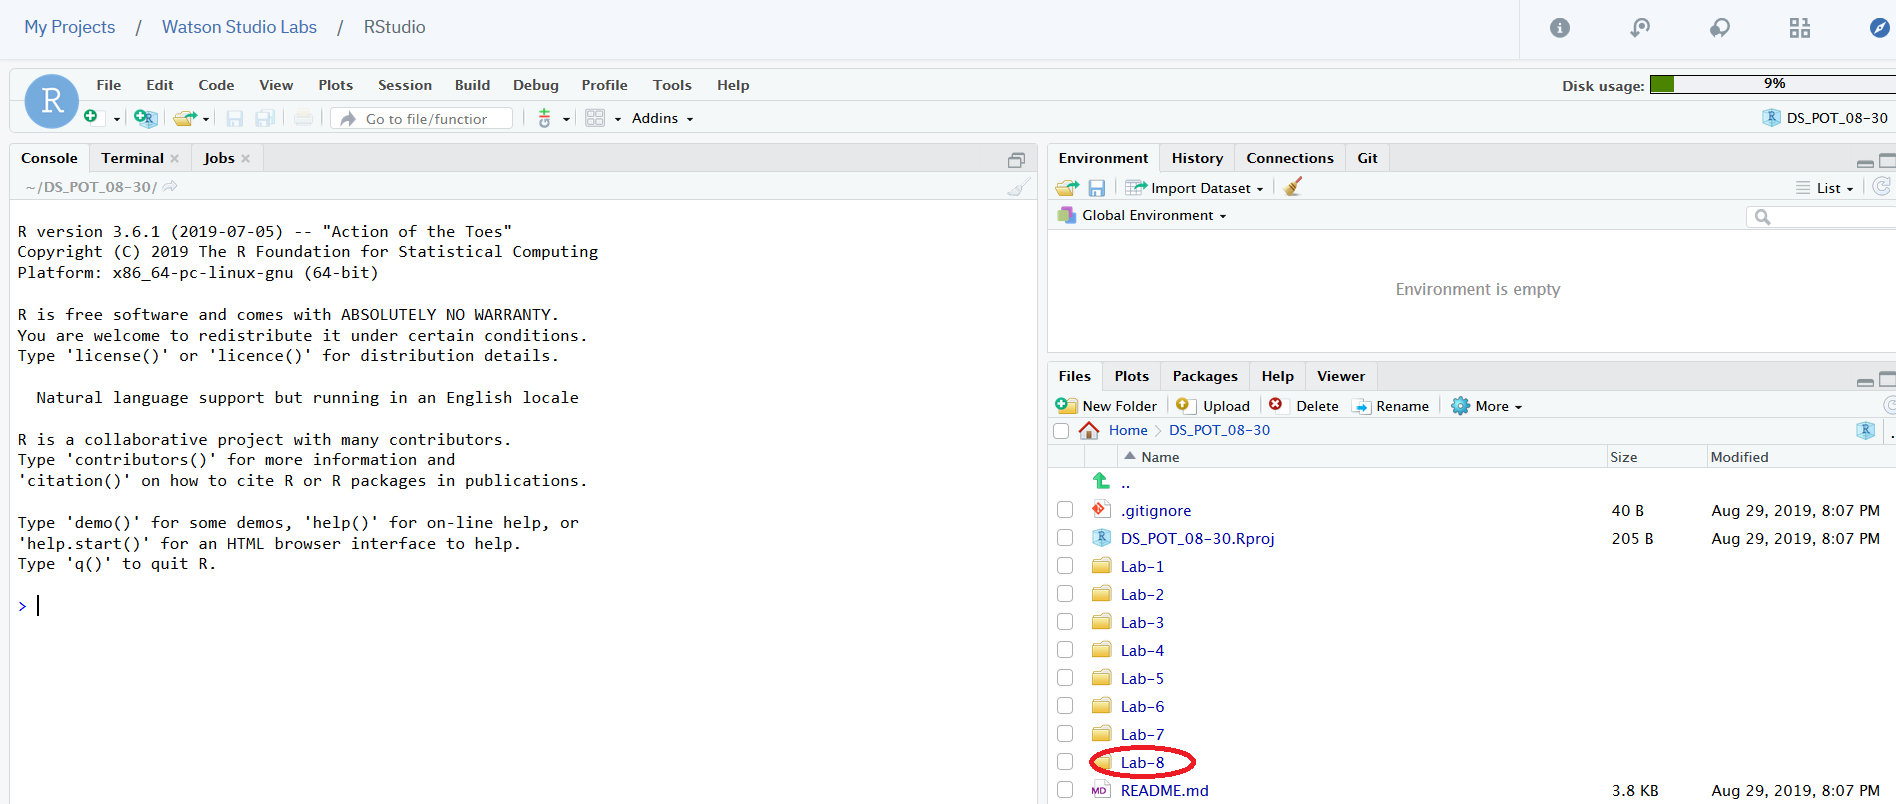 My Projects / Watson Studio Labs / RStudio
R File Edit Code View Plots Session Build Debug Profile Tools Help
Disk usage: 9%
Go to file/functior Addins
DS_POT_08-30
Console Terminal Jobs
~/DS_POT_08-30/
R version 3.6.1 (2019-07-05) -- "Action of the Toes"
Copyright (C) 2019 The R Foundation for Statistical Computing
Platform: x86_64-pc-linux-gnu (64-bit)
R is free software and comes with ABSOLUTELY NO WARRANTY.
You are welcome to redistribute it under certain conditions.
Type 'license()' or 'licence()' for distribution details.
Natural language support but running in an English locale
R is a collaborative project with many contributors.
Type 'contributors()' for more information and
'citation()' on how to cite R or R packages in publications.
Type 'demo()' for some demos, 'help()' for on-line help, or
'help.start()' for an HTML browser interface to help.
Type 'q()' to quit R.
>
Environment History Connections Git
Import Dataset List
Global Environment
Environment is empty
Files Plots Packages Help Viewer
New Folder Upload Delete Rename More
Home DS_POT_08-30
Name Size Modified
..
.gitignore 40 B Aug 29, 2019, 8:07 PM
DS_POT_08-30.Rproj 205 B Aug 29, 2019, 8:07 PM
Lab-1
Lab-2
Lab-3
Lab-4
Lab-5
Lab-6
Lab-7
Lab-8
README.md 3.8 KB Aug 29, 2019, 8:07 PM